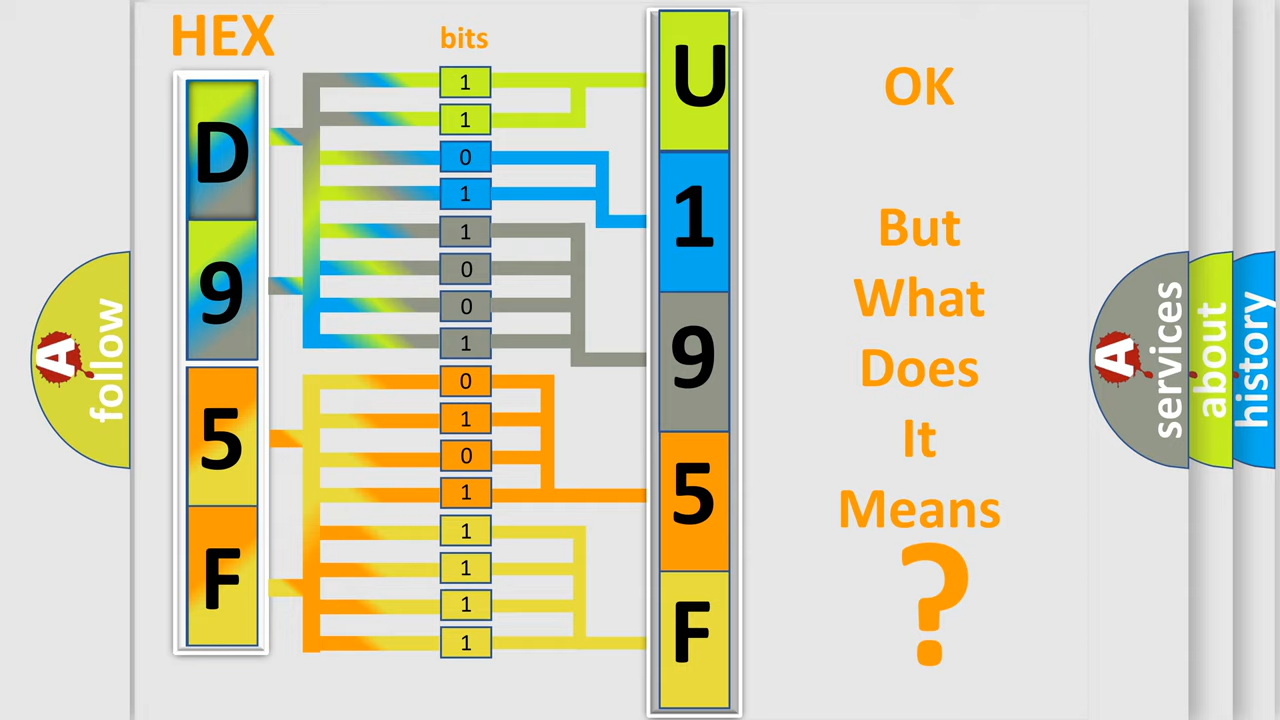 HEX
bits
D
9
5
F
1
1
0
1
1
0
0
1
0
1
0
1
1
1
1
1
U
1
9
5
F
OK
But
What
Does
It
Means
?
A
follow
A
services
about
history